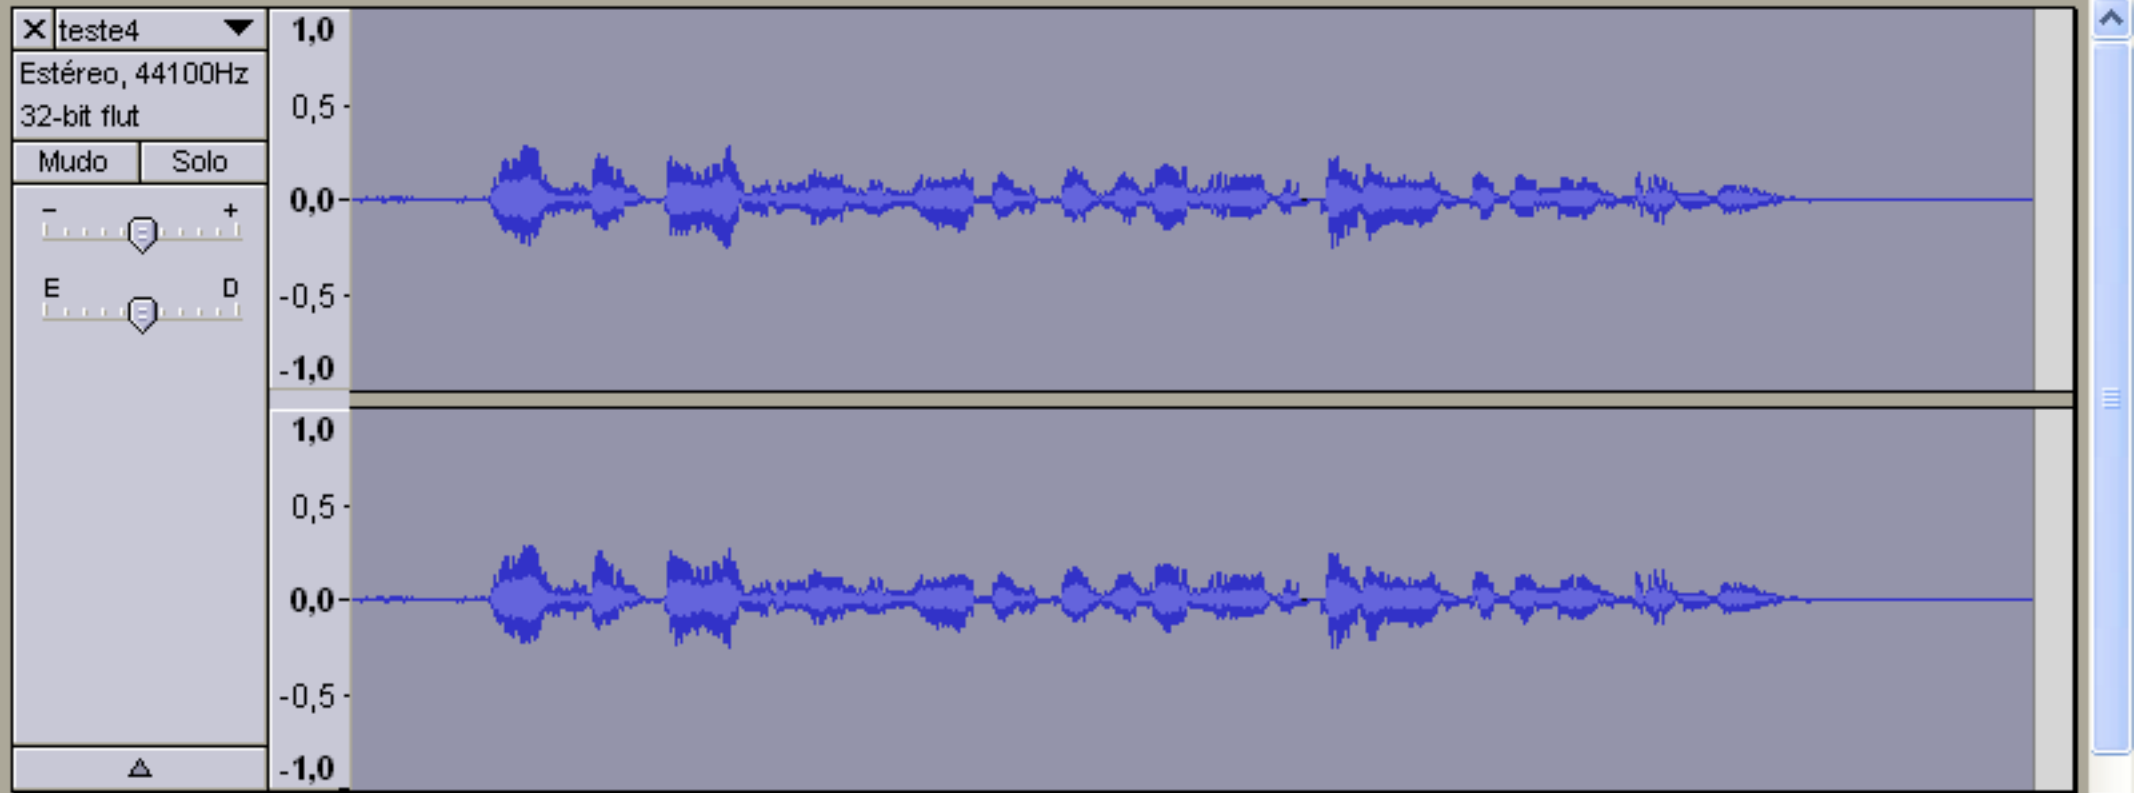 X teste4
Estéreo, 44100Hz
32-bit flut
Mudo Solo
- +
E D
1,0
0,5
0,0
-0,5
-1,0
1,0
0,5
0,0
-0,5
-1,0